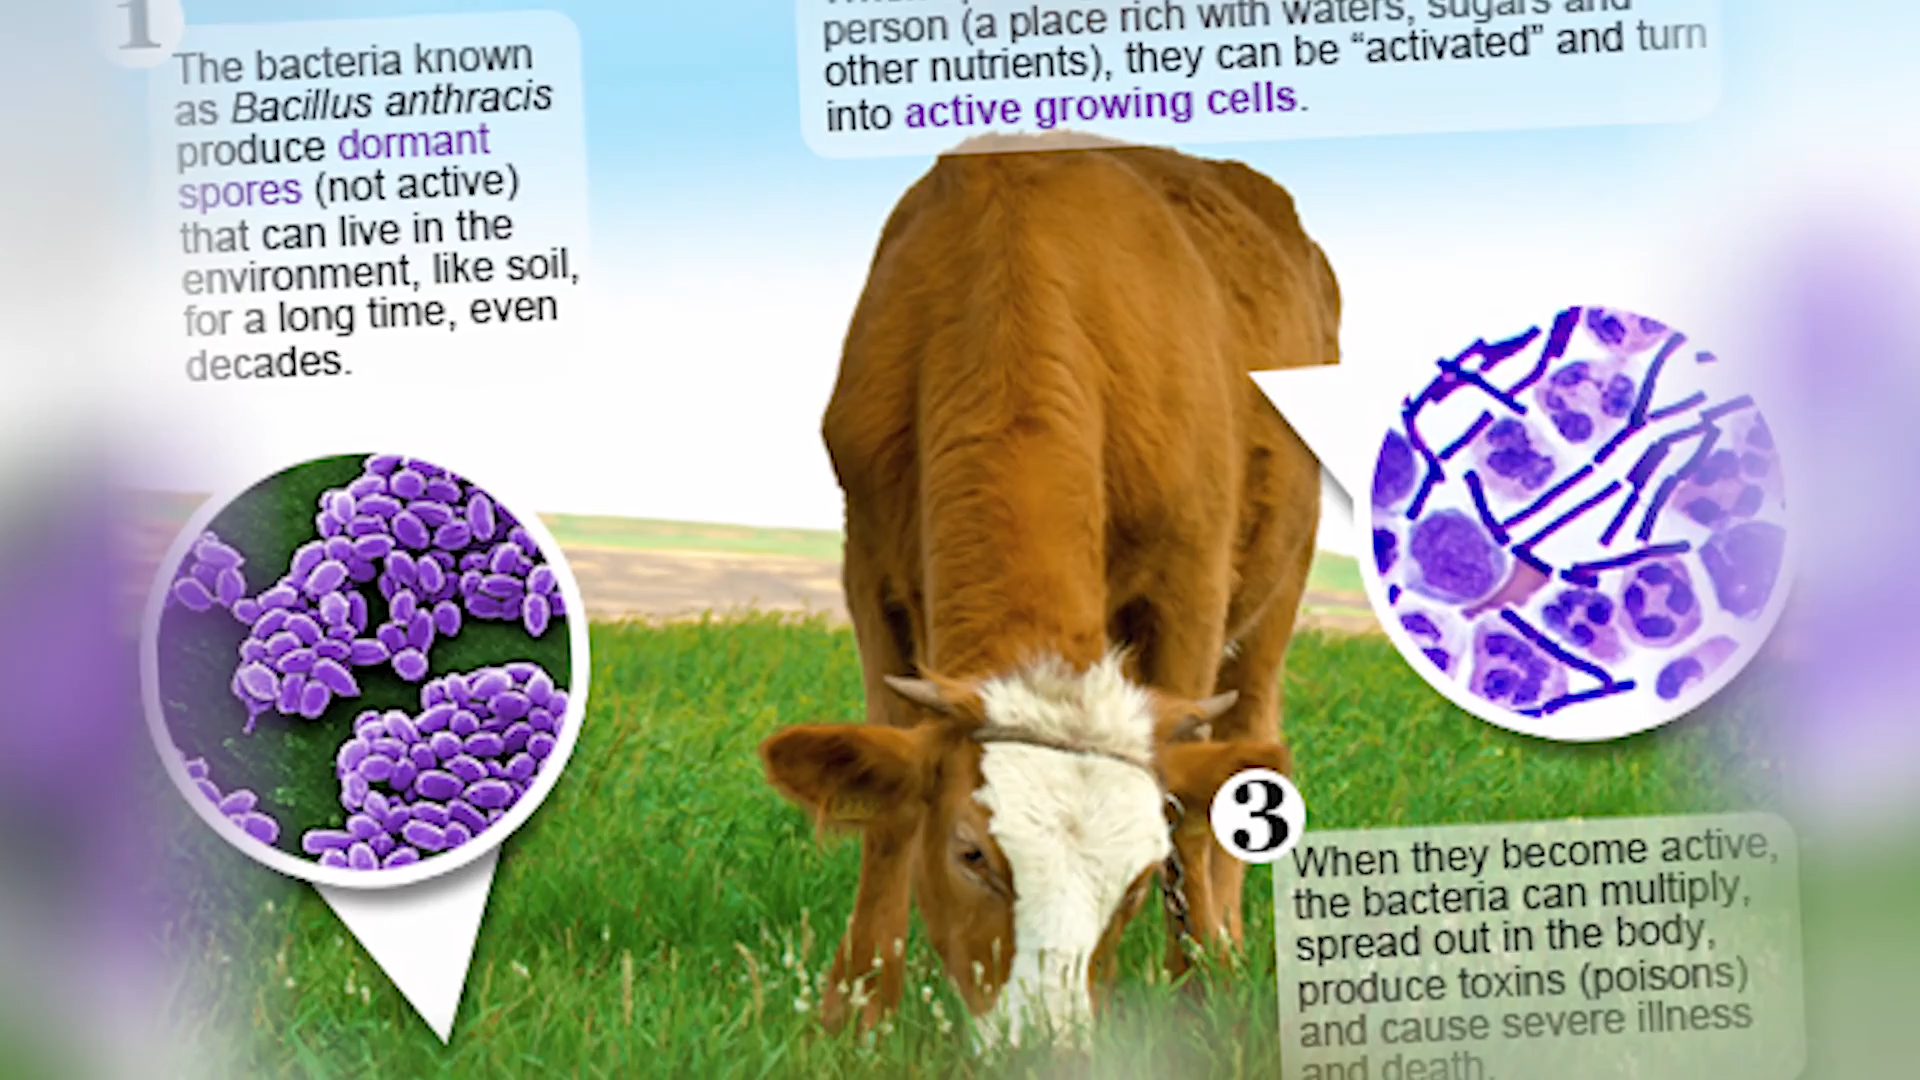 1
The bacteria known
as Bacillus anthracis
produce dormant
spores (not active)
that can live in the
environment, like soil,
for a long time, even
decades.
person (a place rich with waters, sugars and
other nutrients), they can be “activated” and turn
into active growing cells.
3
When they become active,
the bacteria can multiply,
spread out in the body,
produce toxins (poisons)
and cause severe illness
and death.